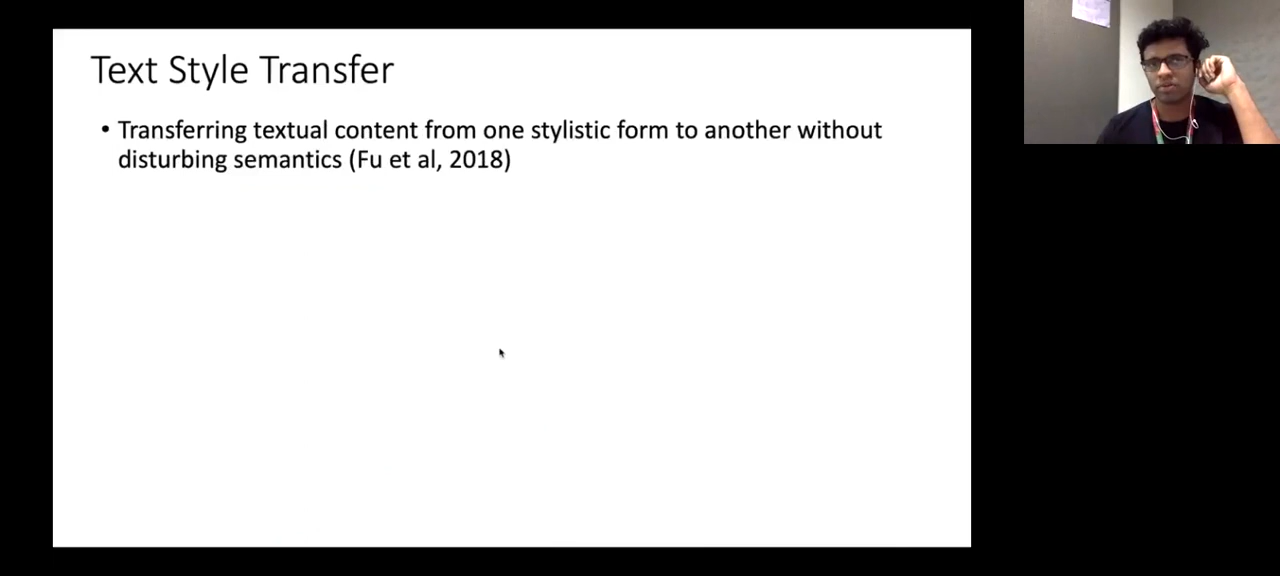 Text Style Transfer
• Transferring textual content from one stylistic form to another without
disturbing semantics (Fu et al, 2018)